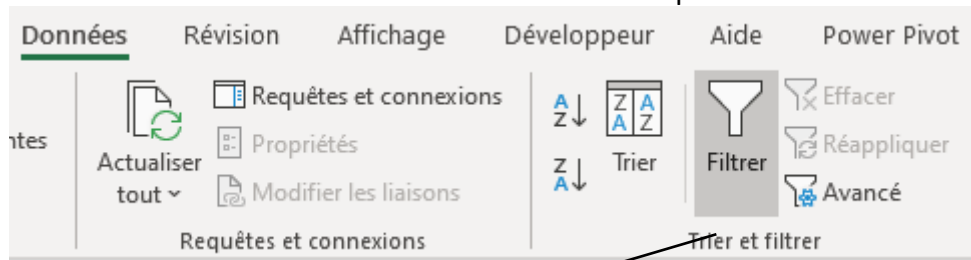 Données Révision Affichage Développeur Aide Power Pivot
Requêtes et connexions
Propriétés
Modifier les liaisons
Actualiser
tout
Requêtes et connexions
A
Z
Z
A
Z A
A Z
Trier
Filtrer
Effacer
Réappliquer
Avancé
Trier et filtrer